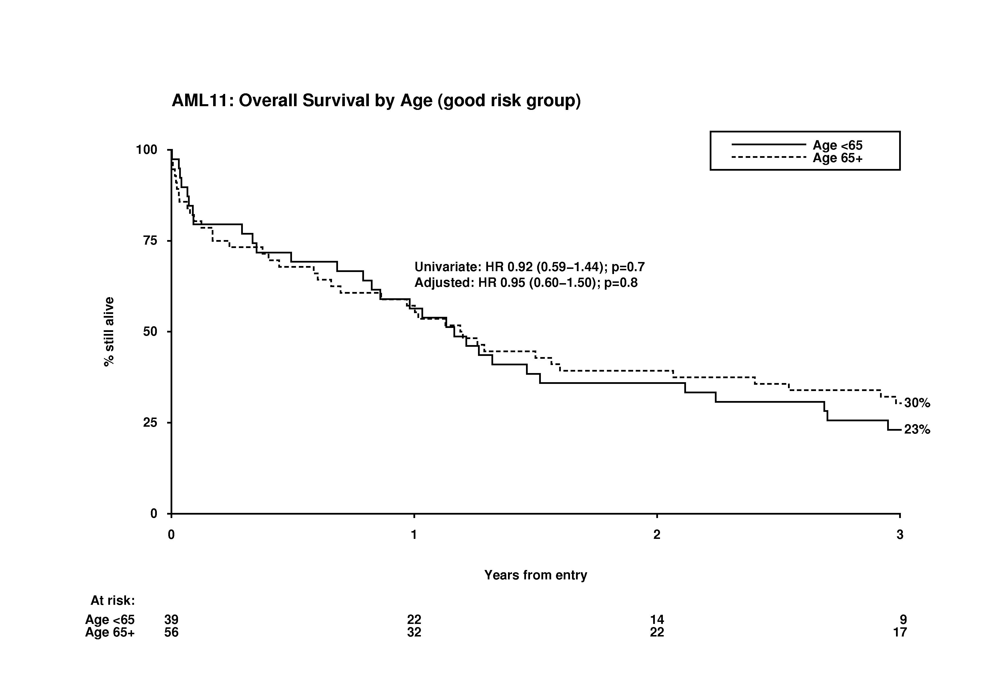 AML11: Overall Survival by Age (good risk group)
Age <65
Age 65+
100
75
50
25
0
% still alive
Univariate: HR 0.92 (0.59–1.44); p=0.7
Adjusted: HR 0.95 (0.60–1.50); p=0.8
30%
23%
0 1 2 3
Years from entry
At risk:
Age <65 39 22 14 9
Age 65+ 56 32 22 17